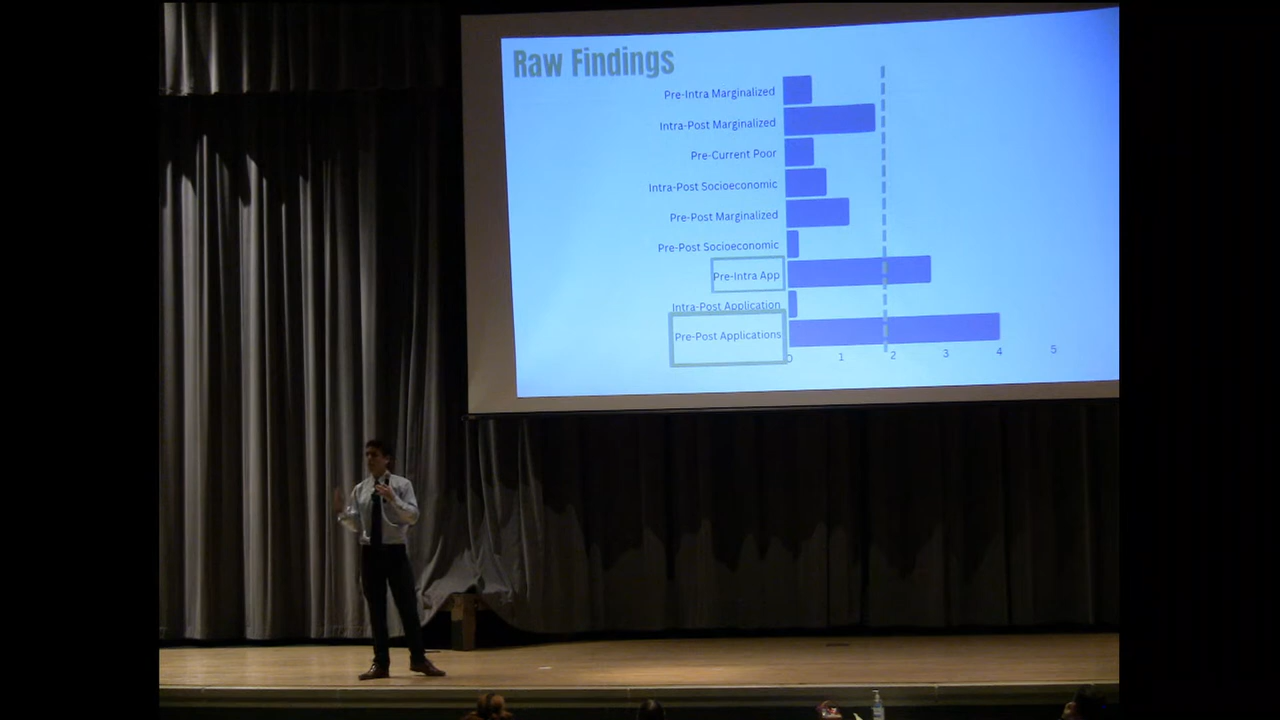 Raw Findings
Pre-Intra Marginalized
Intra-Post Marginalized
Pre-Current Poor
Intra-Post Socioeconomic
Pre-Post Marginalized
Pre-Post Socioeconomic
Pre-Intra App
Intra-Post Application
Pre-Post Applications
0 1 2 3 4 5